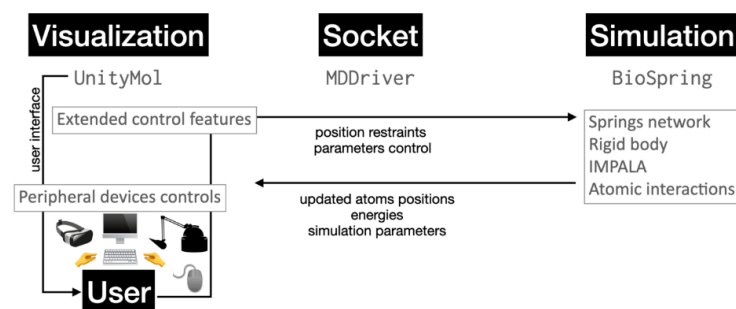 Visualization
Socket
Simulation
UnityMol
MDDriver
BioSpring
user interface
Extended control features
position restraints
parameters control
Springs network
Rigid body
IMPALA
Atomic interactions
Peripheral devices controls
updated atoms positions
energies
simulation parameters
User